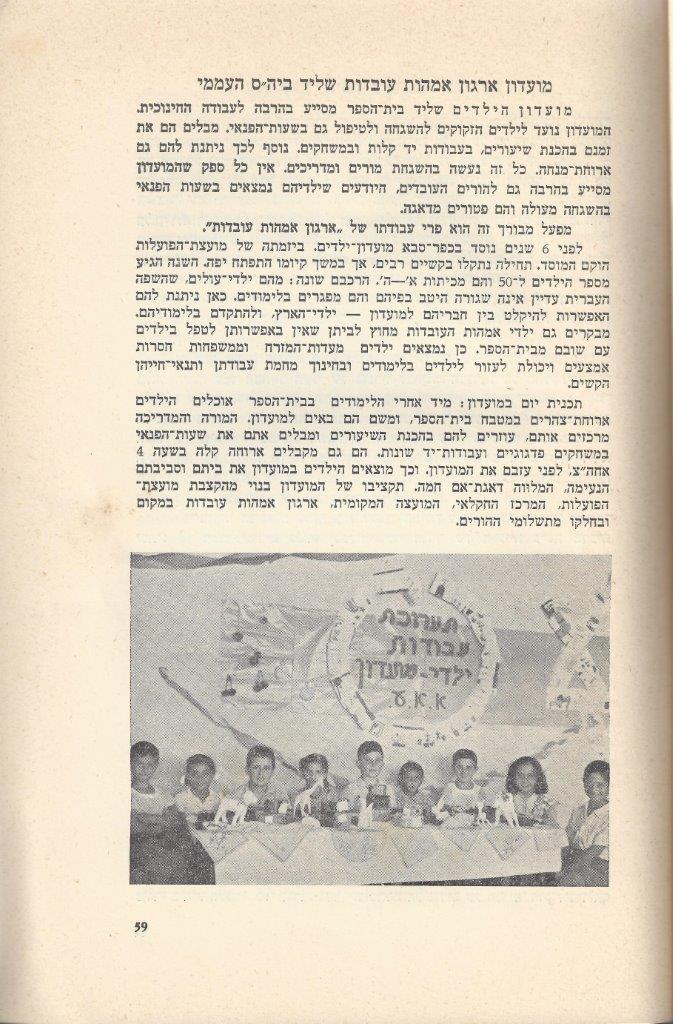 מועדון ארגון אמהות עובדות שליד ביה״ס העממי
מועדון הילדים שליד בית־הספר מסייע בהרבה לעבודה החינוכית.
המועדון נועד לילדים הזקוקים להשגחה ולטיפול גם בשעות־הפנאי. מבלים הם את
זמנם בהכנת שיעורים, בעבודות יד קלות ובמשחקים. נוסף לכך ניתנת להם גם
ארוחת־מנחה. כל זה נעשה בהשגחת מורים ומדריכים. אין כל ספק שהמועדון
מסייע בהרבה גם להורים העובדים, היודעים שילדיהם נמצאים בשעות הפנאי
בהשגחה מעולה והם פטורים מדאגה.
מפעל מבורך זה הוא פרי עבודתו של „ארגון אמהות עובדות”.
לפני 6 שנים נוסד בכפר־סבא מועדון־ילדים. ביזמתה של מועצת־הפועלות
הוקם המוסד. תחילה נתקלו בקשיים רבים, אך במשך קיומו התפתח יפה. השנה הגיע
מספר הילדים ל־50 והם מכיתות א׳—ה׳. הרכבם שונה: מהם ילדי־עולים, שהשפה
העברית עדיין אינה שגורה היטב בפיהם והם מפגרים בלימודים. כאן ניתנת להם
האפשרות להיקלט בין חבריהם למועדון — ילדי־הארץ, ולהתקדם בלימודיהם.
מבקרים גם ילדי אמהות העובדות מחוץ לביתן שאין באפשרותן לטפל בילדים
עם שובם מבית־הספר. כן נמצאים ילדים מעדות־המזרח וממשפחות חסרות
אמצעים ויכולת לעזור לילדים בלימודים ובחינוך מחמת עבודתן ותנאי־חייהן
הקשים.
תכנית יום במועדון: מיד אחרי הלימודים בבית־הספר אוכלים הילדים
ארוחת־צהרים במטבח בית־הספר, ומשם הם באים למועדון. המורה והמדריכה
מרכזים אותם, עוזרים להם בהכנת השיעורים ומבלים אתם את שעות־הפנאי
במשחקים פדגוגיים ועבודות־יד שונות. הם גם מקבלים ארוחה קלה בשעה 4
אחה״צ, לפני עזבם את המועדון. וכך מוצאים הילדים במועדון את ביתם וסביבתם
הנעימה, המלווה דאגת־אם חמה. תקציבו של המועדון בנוי מהקצבת מועצת־
הפועלות, המרכז החקלאי, המועצה המקומית, ארגון אמהות עובדות במקום
ובחלקו מתשלומי ההורים.
תערוכת
עבודות
ילדי-מועדון
א.א.ע.
59